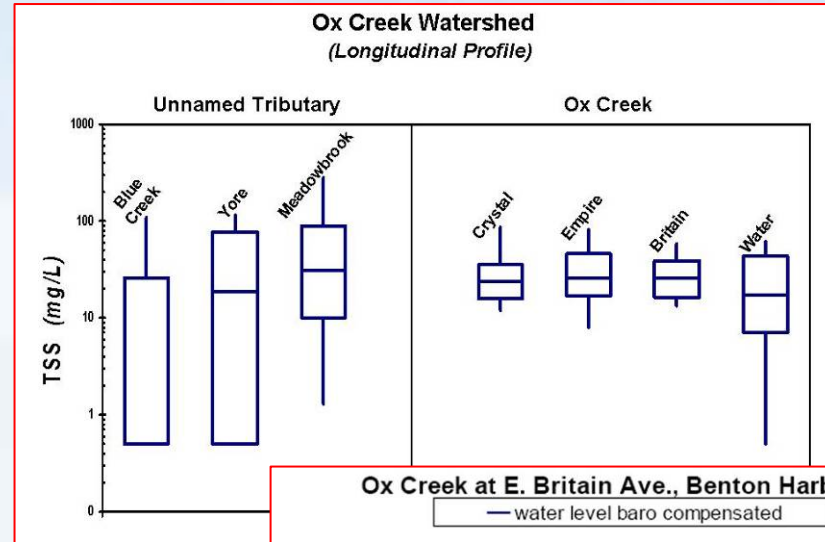 Ox Creek Watershed
(Longitudinal Profile)
Unnamed Tributary
Ox Creek
1000
100
10
1
0
TSS (mg/L)
Blue
Creek
Yore
Meadowbrook
Crystal
Empire
Britain
Water
Ox Creek at E. Britain Ave., Benton
water level baro compensated